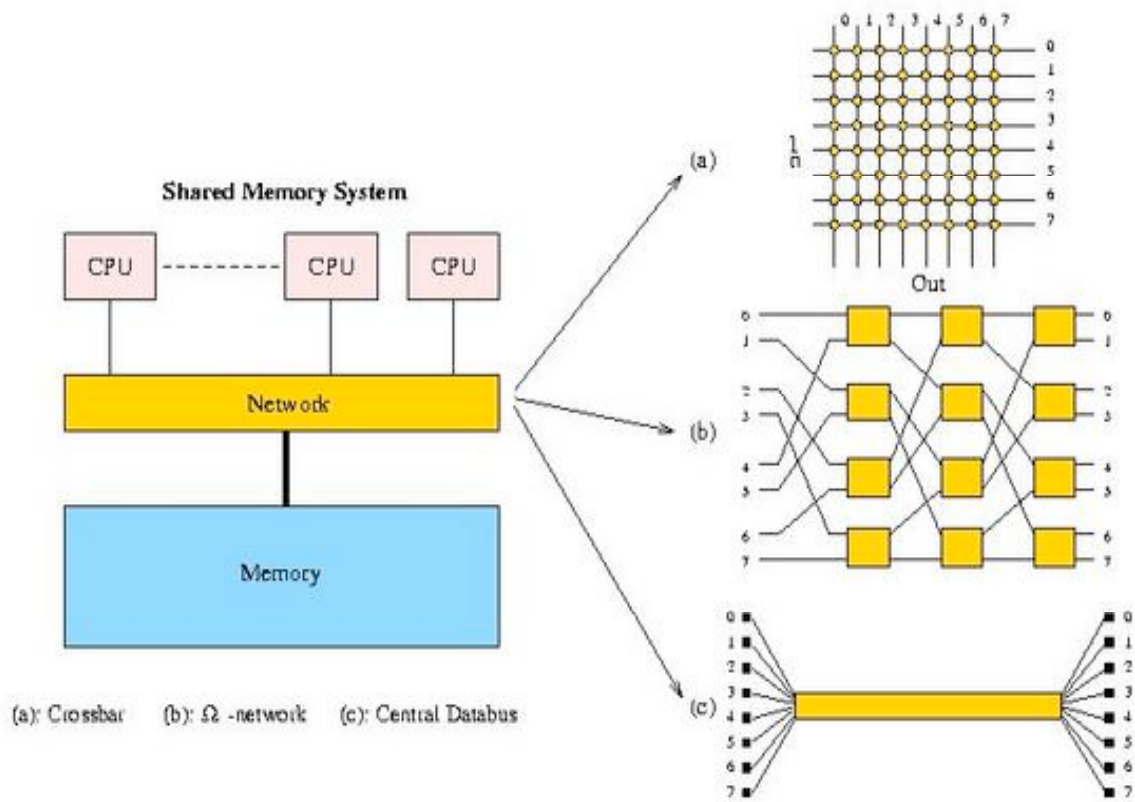 0 1 2 3 4 5 6 7
0
1
2
3
(a)
In
4
5
6
7
Out
Shared Memory System
CPU CPU CPU
Network
Memory
(b)
0 0
1 1
2 2
3 3
4 4
5 5
6 6
7 7
(c)
0 0
1 1
2 2
3 3
4 4
5 5
6 6
7 7
(a): Crossbar (b): Ω -network (c): Central Databus